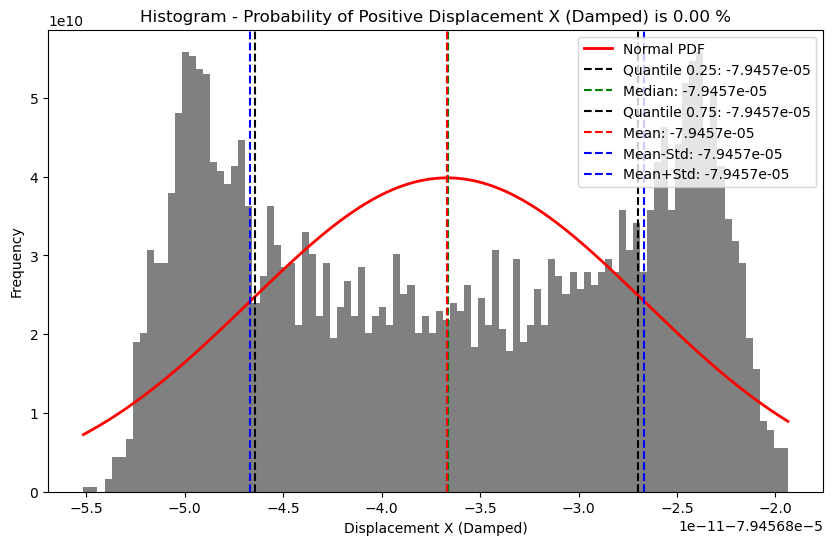 Histogram - Probability of Positive Displacement X (Damped) is 0.00 %
1e10
Normal PDF
Quantile 0.25: -7.9457e-05
Median: -7.9457e-05
Quantile 0.75: -7.9457e-05
Mean: -7.9457e-05
Mean-Std: -7.9457e-05
Mean+Std: -7.9457e-05
5
4
3
2
1
0
Frequency
−5.5 −5.0 −4.5 −4.0 −3.5 −3.0 −2.5 −2.0
1e−11−7.94568e−5
Displacement X (Damped)